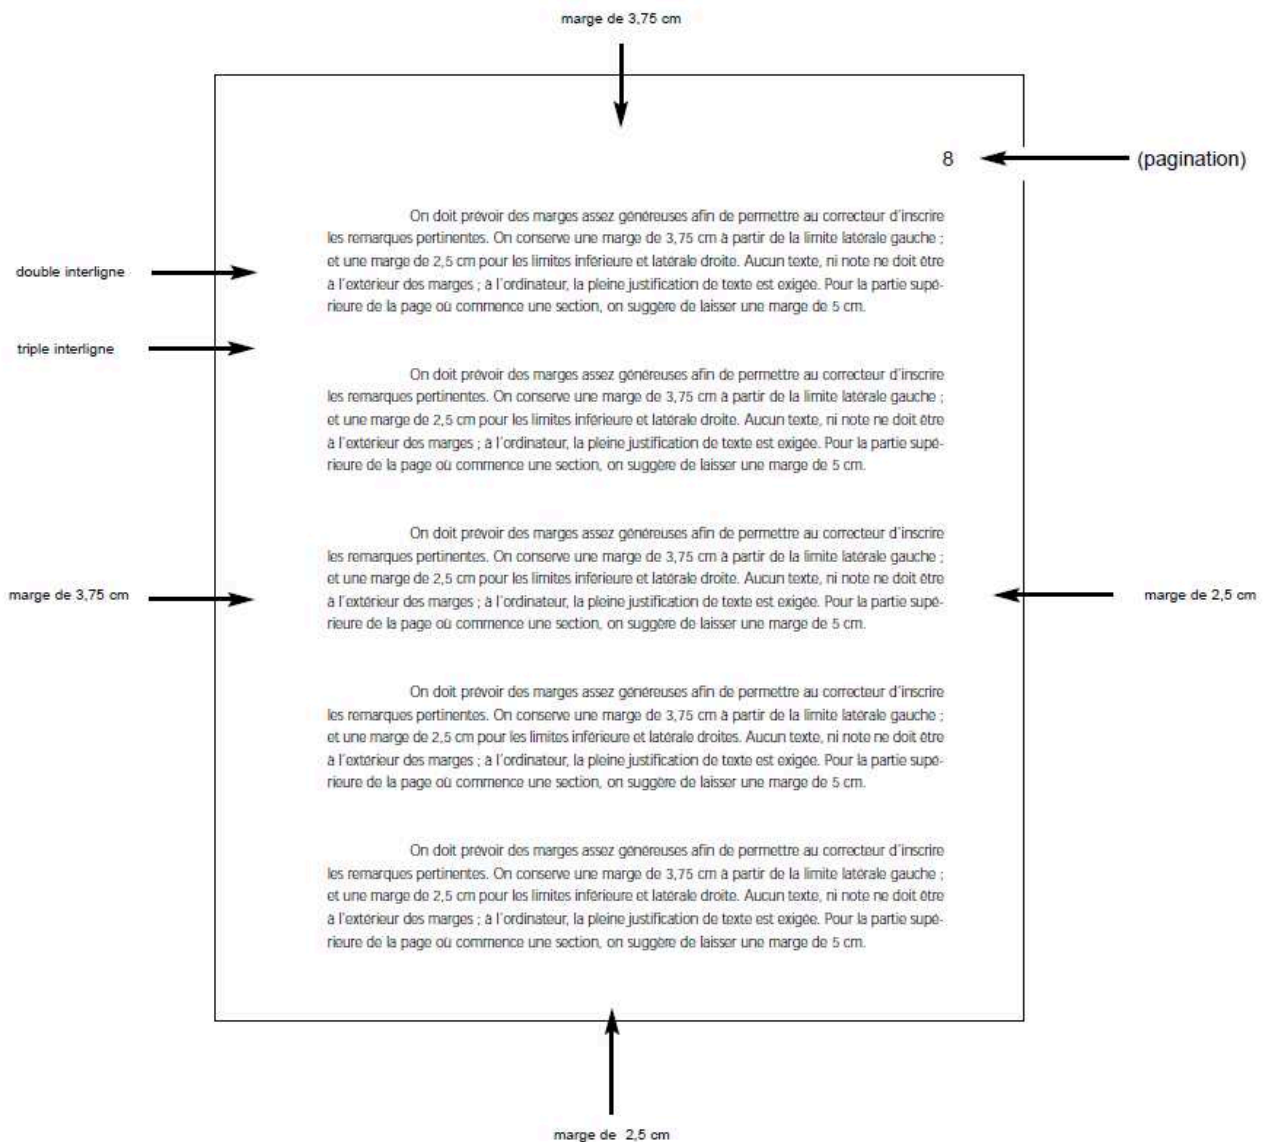 marge de 3,75 cm
8
(pagination)
On doit prévoir des marges assez généreuses afin de permettre au correcteur d'inscrire
les remarques pertinentes. On conserve une marge de 3,75 cm à partir de la limite latérale gauche ;
double interligne
et une marge de 2,5 cm pour les limites inférieure et latérale droite. Aucun texte, ni note ne doit être
à l'extérieur des marges ; à l'ordinateur, la pleine justification de texte est exigée. Pour la partie supé-
rieure de la page où commence une section, on suggère de laisser une marge de 5 cm.
triple interligne
On doit prévoir des marges assez généreuses afin de permettre au correcteur d'inscrire
les remarques pertinentes. On conserve une marge de 3,75 cm à partir de la limite latérale gauche ;
et une marge de 2,5 cm pour les limites inférieure et latérale droite. Aucun texte, ni note ne doit être
à l'extérieur des marges ; à l'ordinateur, la pleine justification de texte est exigée. Pour la partie supé-
rieure de la page où commence une section, on suggère de laisser une marge de 5 cm.
On doit prévoir des marges assez généreuses afin de permettre au correcteur d'inscrire
les remarques pertinentes. On conserve une marge de 3,75 cm à partir de la limite latérale gauche ;
et une marge de 2,5 cm pour les limites inférieure et latérale droite. Aucun texte, ni note ne doit être
marge de 3,75 cm
à l'extérieur des marges ; à l'ordinateur, la pleine justification de texte est exigée. Pour la partie supé-
marge de 2,5 cm
rieure de la page où commence une section, on suggère de laisser une marge de 5 cm.
On doit prévoir des marges assez généreuses afin de permettre au correcteur d'inscrire
les remarques pertinentes. On conserve une marge de 3,75 cm à partir de la limite latérale gauche ;
et une marge de 2,5 cm pour les limites inférieure et latérale droites. Aucun texte, ni note ne doit être
à l'extérieur des marges ; à l'ordinateur, la pleine justification de texte est exigée. Pour la partie supé-
rieure de la page où commence une section, on suggère de laisser une marge de 5 cm.
On doit prévoir des marges assez généreuses afin de permettre au correcteur d'inscrire
les remarques pertinentes. On conserve une marge de 3,75 cm à partir de la limite latérale gauche ;
et une marge de 2,5 cm pour les limites inférieure et latérale droite. Aucun texte, ni note ne doit être
à l'extérieur des marges ; à l'ordinateur, la pleine justification de texte est exigée. Pour la partie supé-
rieure de la page où commence une section, on suggère de laisser une marge de 5 cm.
marge de 2,5 cm